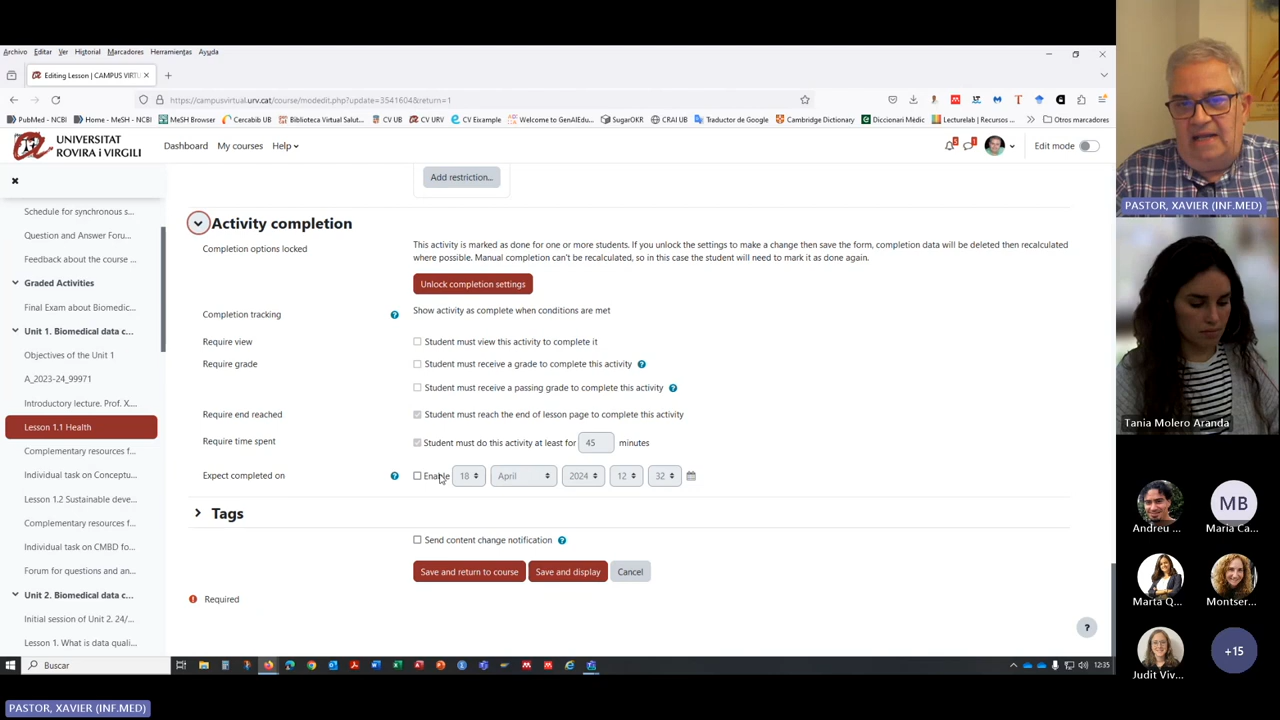 Archivo Editar Ver Historial Marcadores Herramientas Ayuda
Editing Lesson | CAMPUS VIRTU
https://campusvirtual.urv.cat/course/modedit.php?update=3541604&return=1
PubMed - NCBI Home - MeSH - NCBI MeSH Browser Cercabib UB Biblioteca Virtual Salut... CV UB CV URV CV Eixample Welcome to GenAIEdu... SugarOKR CRAI UB Traductor de Google Cambridge Dictionary Diccionari Mèdic Lecturelab | Recursos ... Otros marcadores
UNIVERSITAT
ROVIRA i VIRGILI
Dashboard My courses Help
Edit mode
Schedule for synchronous s...
Question and Answer Foru...
Feedback about the course ...
Graded Activities
Final Exam about Biomedic...
Unit 1. Biomedical data c...
Objectives of the Unit 1
A_2023-24_99971
Introductory lecture. Prof. X....
Lesson 1.1 Health
Complementary resources f...
Individual task on Conceptu...
Lesson 1.2 Sustainable deve...
Complementary resources f...
Individual task on CMBD fo...
Forum for questions and an...
Unit 2. Biomedical data c...
Initial session of Unit 2. 24/...
Lesson 1. What is data quali...
Add restriction...
Activity completion
Completion options locked
This activity is marked as done for one or more students. If you unlock the settings to make a change then save the form, completion data will be deleted then recalculated
where possible. Manual completion can't be recalculated, so in this case the student will need to mark it as done again.
Unlock completion settings
Completion tracking
Show activity as complete when conditions are met
Require view
Student must view this activity to complete it
Require grade
Student must receive a grade to complete this activity
Student must receive a passing grade to complete this activity
Require end reached
Student must reach the end of lesson page to complete this activity
Require time spent
Student must do this activity at least for 45 minutes
Expect completed on
Enable 18 April 2024 12 32
Tags
Send content change notification
Save and return to course Save and display Cancel
Required
Buscar
12:35
PASTOR, XAVIER (INF.MED)
PASTOR, XAVIER (INF.MED)
Tania Molero Aranda
Andreu ...
MB
Maria Ca...
Marta Q...
Montser...
Judit Viv...
+15